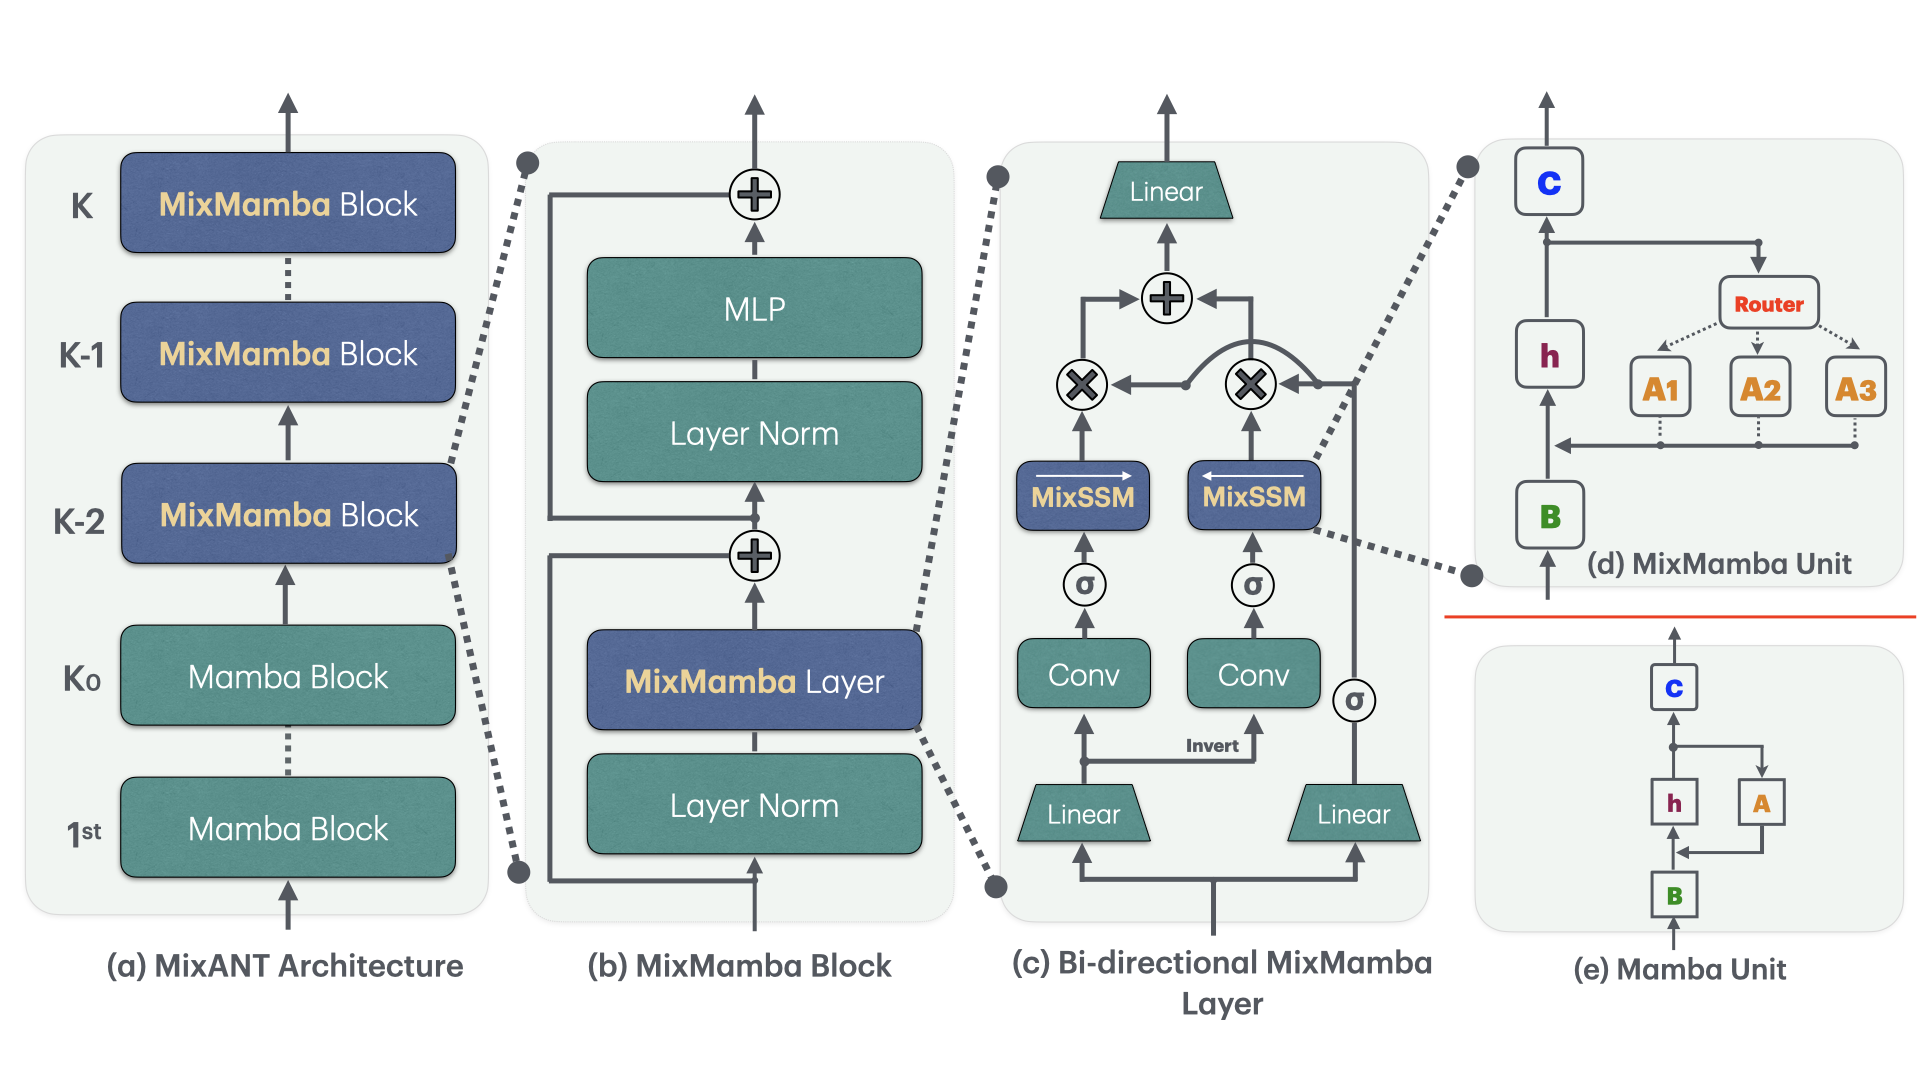 K
MixMamba Block
K-1
MixMamba Block
K-2
MixMamba Block
K0
Mamba Block
1st
Mamba Block
(a) MixANT Architecture
MLP
Layer Norm
MixMamba Layer
Layer Norm
(b) MixMamba Block
Linear
MixSSM
MixSSM
σ
σ
Conv
Conv
σ
Invert
Linear
Linear
(c) Bi-directional MixMamba
Layer
C
Router
h
A1
A2
A3
B
(d) MixMamba Unit
C
h
A
B
(e) Mamba Unit